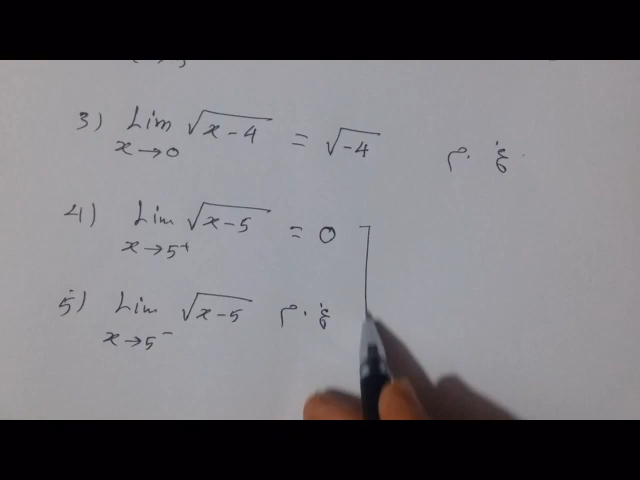 3) Lim √(x-4) = √(-4) غ . م
x→0
4) Lim √(x-5) = 0
x→5+
5) Lim √(x-5) غ . م
x→5-